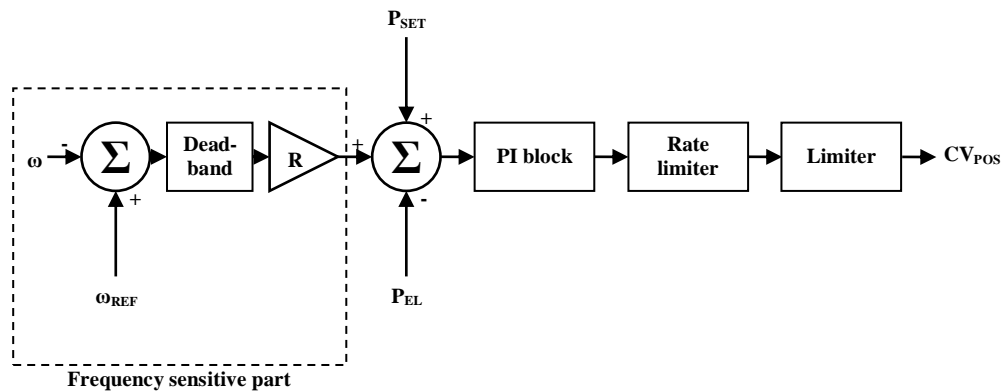 P_SET
+
ω - Σ Dead-band R + Σ PI block Rate limiter Limiter CV_POS
+
-
ω_REF
P_EL
Frequency sensitive part